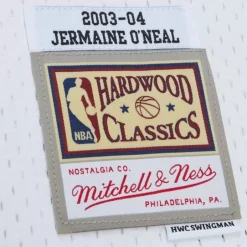 2003-04
JERMAINE O'NEAL
HARDWOOD
NBA
CLASSICS
NOSTALGIA CO.
Mitchell & Ness
PHILADELPHIA, PA.
HWC SWINGMAN